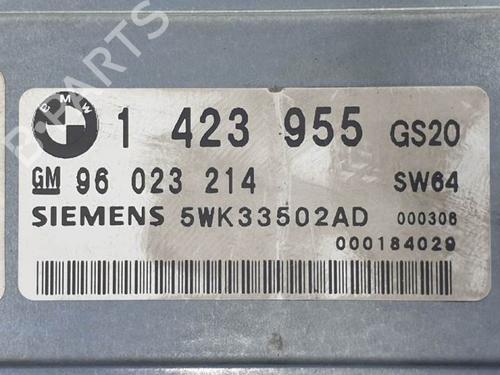 BMW 1 423 955 GS20
GM 96 023 214 SW64
SIEMENS 5WK33502AD 000306
000184029
B-PARTS